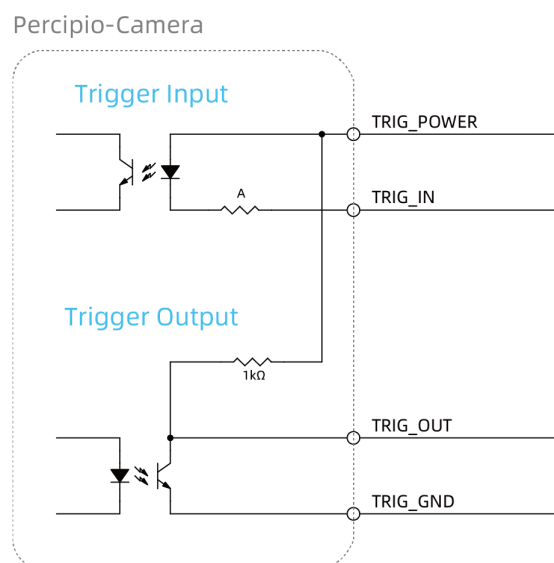 Percipio-Camera
Trigger Input
TRIG_POWER
A
TRIG_IN
Trigger Output
1kΩ
TRIG_OUT
TRIG_GND